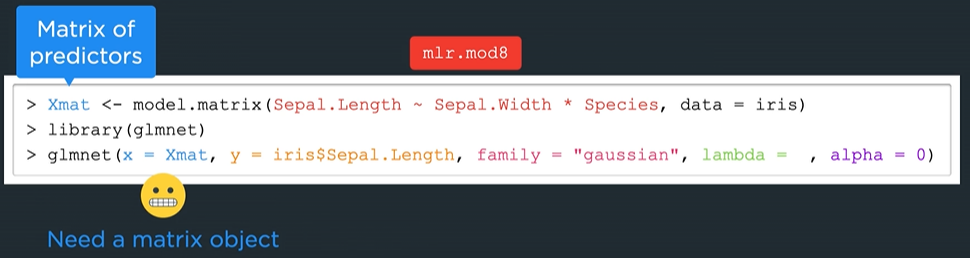 Matrix of
predictors
mlr.mod8
> Xmat <- model.matrix(Sepal.Length ~ Sepal.Width * Species, data = iris)
> library(glmnet)
> glmnet(x = Xmat, y = iris$Sepal.Length, family = "gaussian", lambda =  , alpha = 0)
Need a matrix object